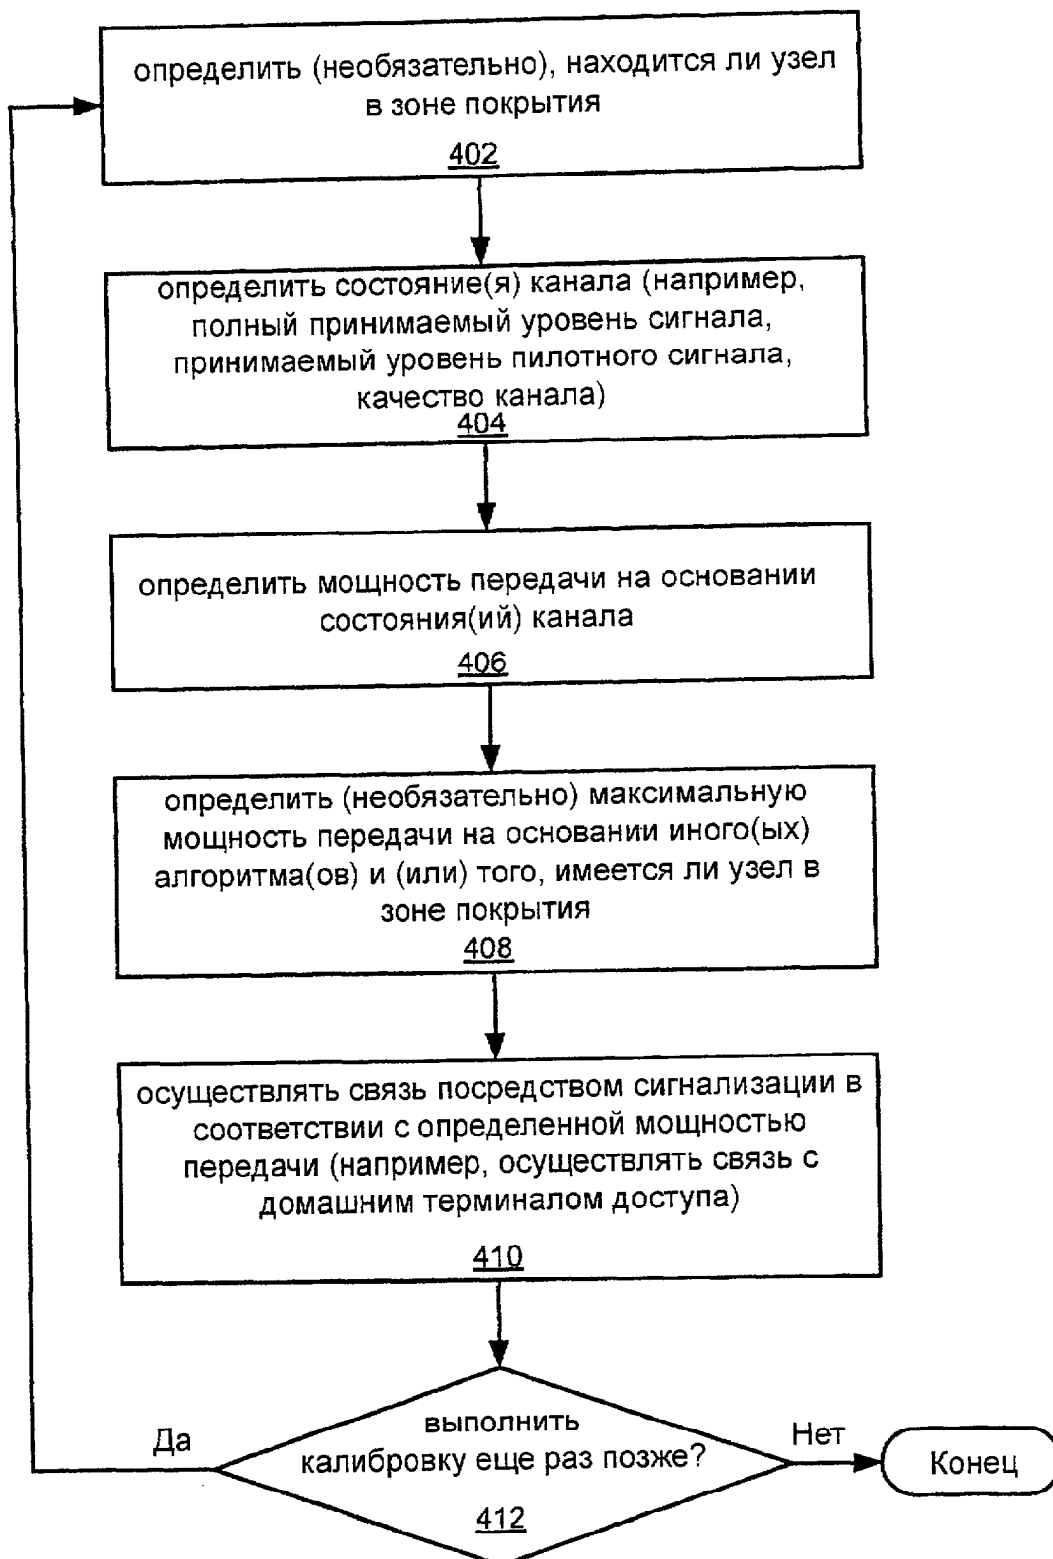 определить (необязательно), находится ли узел
в зоне покрытия
402
определить состояние(я) канала (например,
полный принимаемый уровень сигнала,
принимаемый уровень пилотного сигнала,
качество канала)
404
определить мощность передачи на основании
состояния(ий) канала
406
определить (необязательно) максимальную
мощность передачи на основании иного(ых)
алгоритма(ов) и (или) того, имеется ли узел в
зоне покрытия
408
осуществлять связь посредством сигнализации в
соответствии с определенной мощностью
передачи (например, осуществлять связь с
домашним терминалом доступа)
410
Да
выполнить
калибровку еще раз позже?
412
Нет
Конец